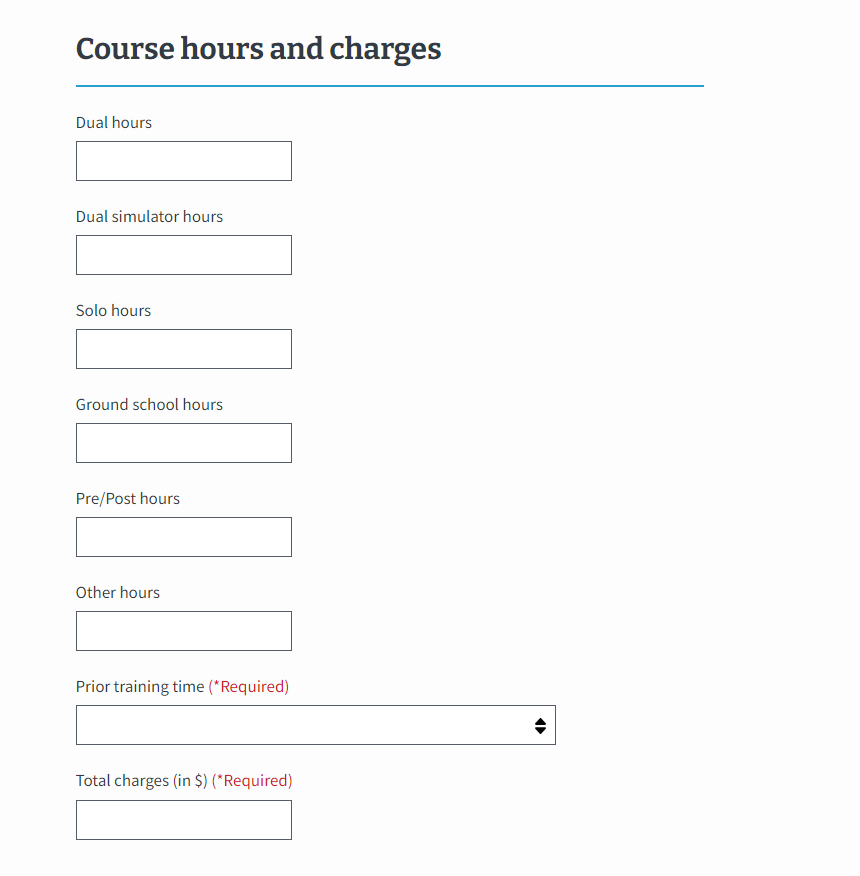 Course hours and charges
Dual hours
Dual simulator hours
Solo hours
Ground school hours
Pre/Post hours
Other hours
Prior training time (*Required)
Total charges (in $) (*Required)